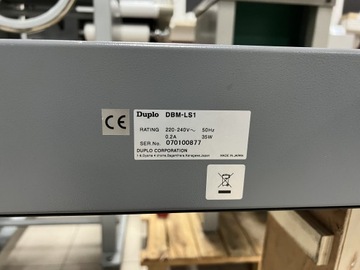 CE
Duplo DBM-LS1
RATING 220-240V~ 50Hz
0.2A 35W
SER.No. 070100877
DUPLO CORPORATION
MADE IN JAPAN